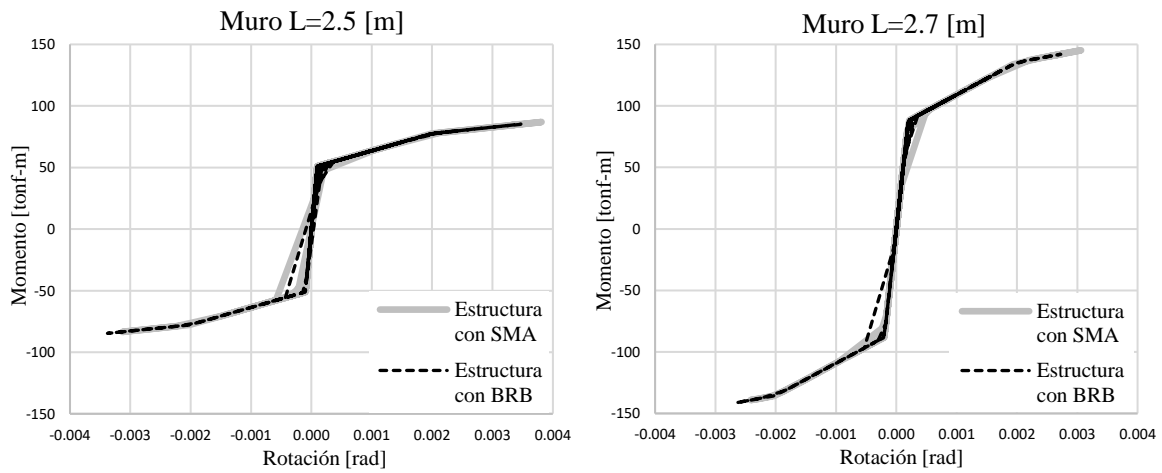 Muro L=2.5 [m]
150
100
50
0
-50
-100
-150
-0.004 -0.003 -0.002 -0.001 0.000 0.001 0.002 0.003 0.004
Momento [tonf-m]
Rotación [rad]
Estructura
con SMA
Estructura
con BRB
Muro L=2.7 [m]
150
100
50
0
-50
-100
-150
-0.004 -0.003 -0.002 -0.001 0.000 0.001 0.002 0.003 0.004
Momento [tonf-m]
Rotación [rad]
Estructura
con SMA
Estructura
con BRB